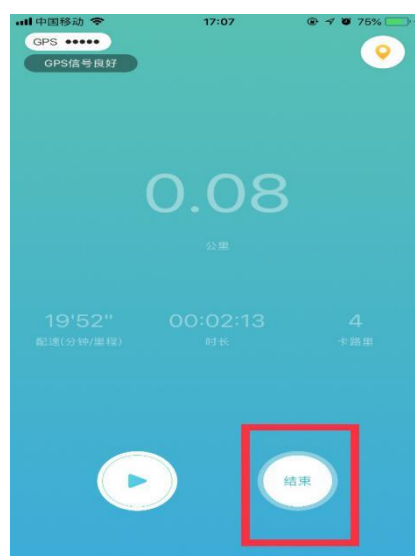 中国移动 17:07 75%
GPS
GPS信号良好
0.08
公里
19'52" 00:02:13 4
配速(分钟/里程) 时长 卡路里
结束